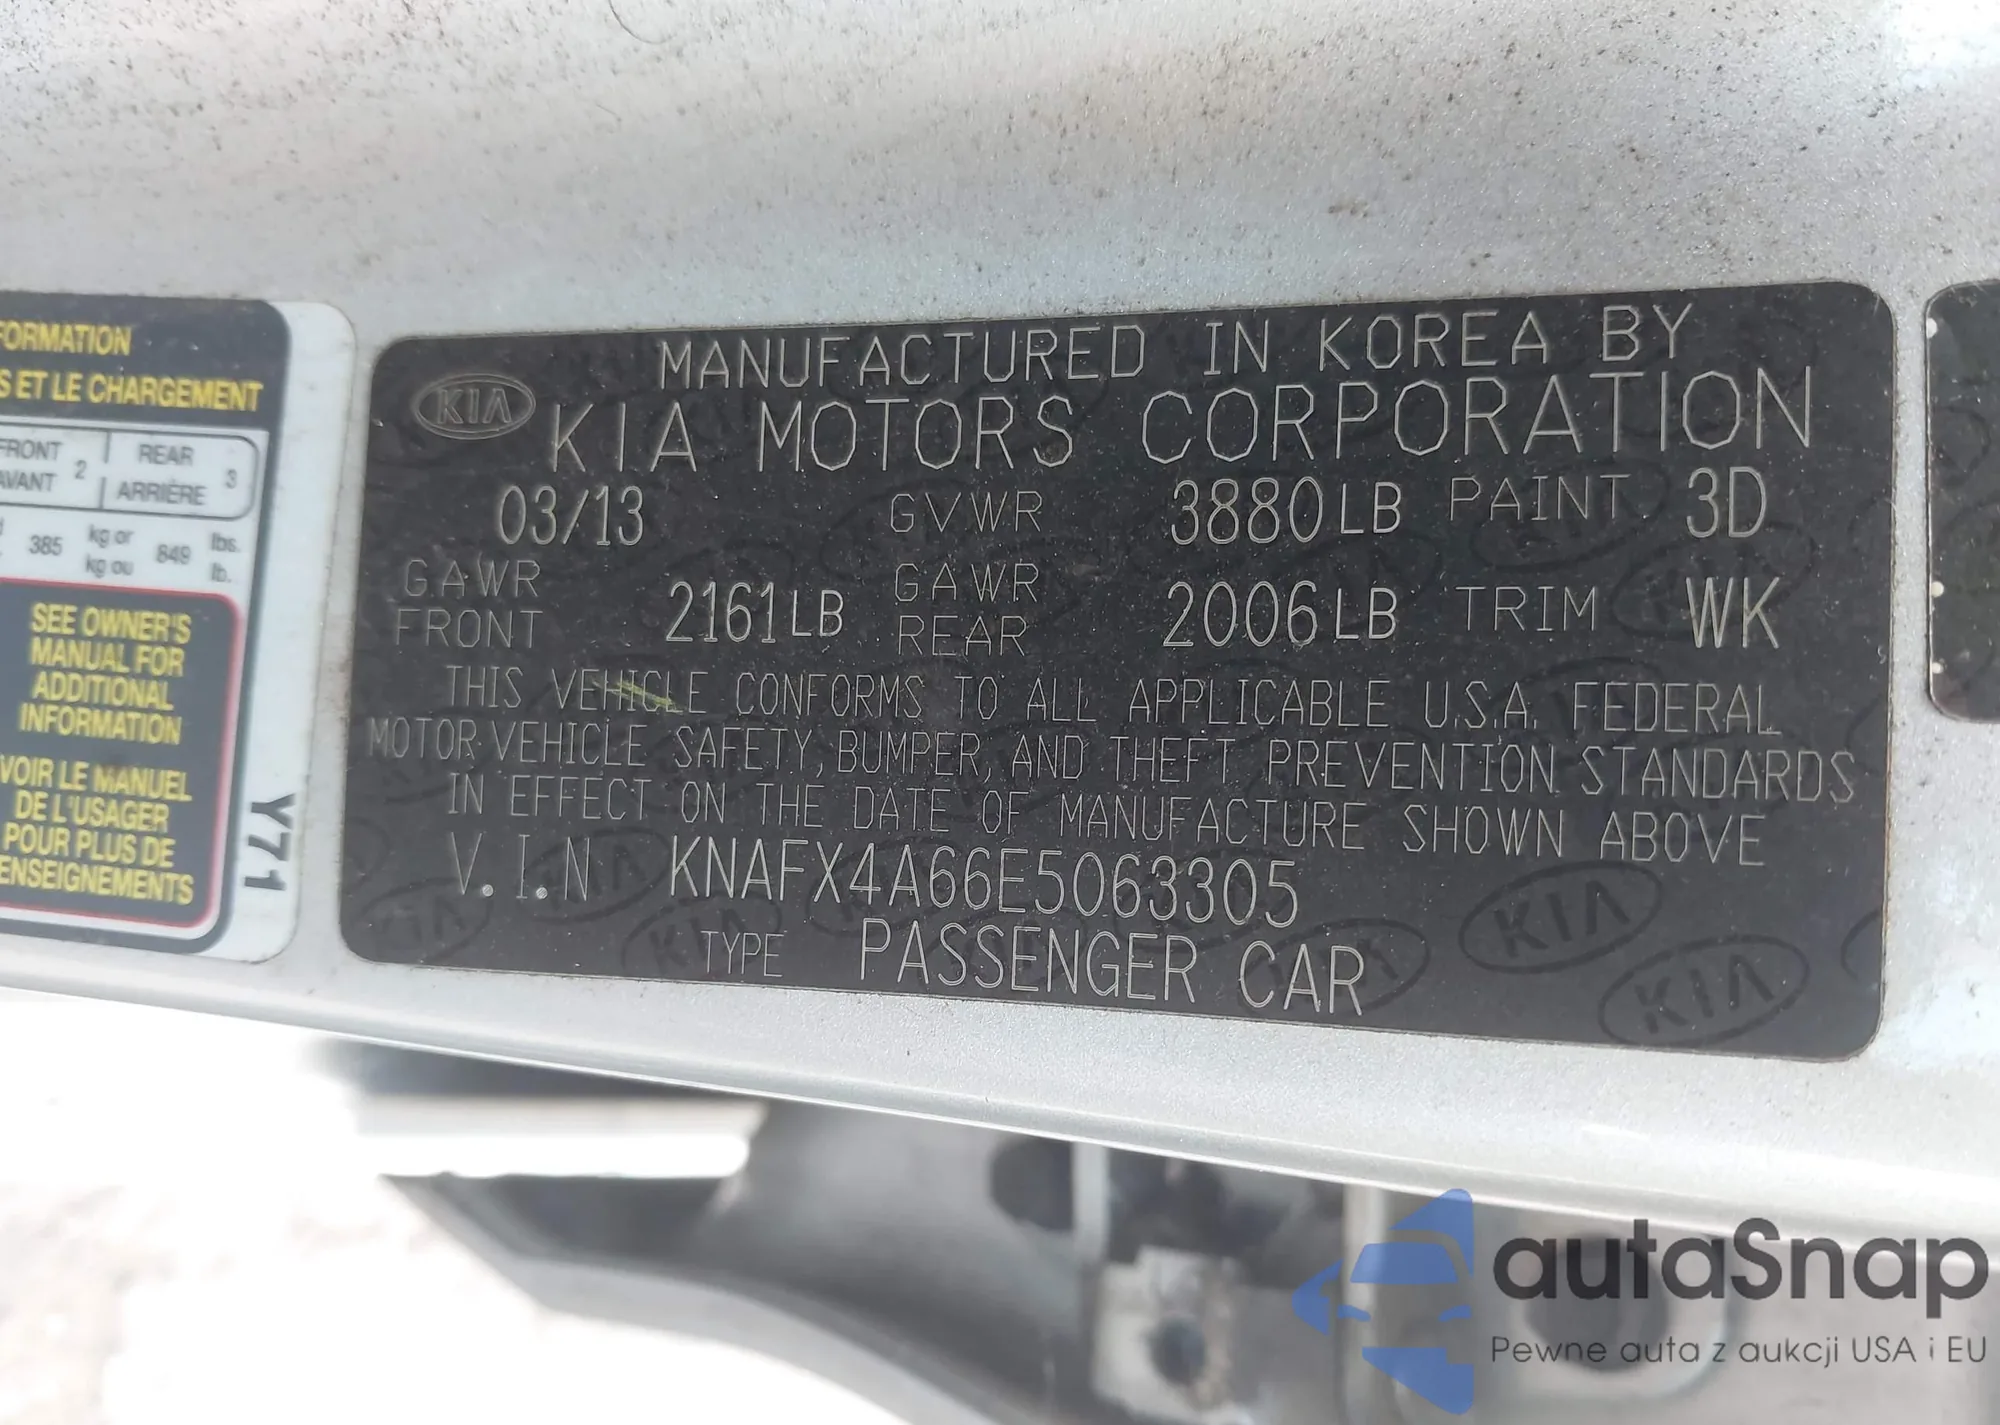 FORMATION
S ET LE CHARGEMENT
FRONT 2 REAR 3
AVANT ARRIÈRE
385 kg or 849 lbs.
kg ou lb.
SEE OWNER'S
MANUAL FOR
ADDITIONAL
INFORMATION
VOIR LE MANUEL
DE L'USAGER
POUR PLUS DE
ENSEIGNEMENTS
Y71
KIA
MANUFACTURED IN KOREA BY
KIA MOTORS CORPORATION
03/13 GVWR 3880LB PAINT 3D
GAWR FRONT 2161LB GAWR REAR 2006LB TRIM WK
THIS VEHICLE CONFORMS TO ALL APPLICABLE U.S.A. FEDERAL
MOTOR VEHICLE SAFETY, BUMPER, AND THEFT PREVENTION STANDARDS
IN EFFECT ON THE DATE OF MANUFACTURE SHOWN ABOVE
V.I.N KNAFX4A66E5063305
TYPE PASSENGER CAR
autaSnap
Pewne auta z aukcji USA i EU